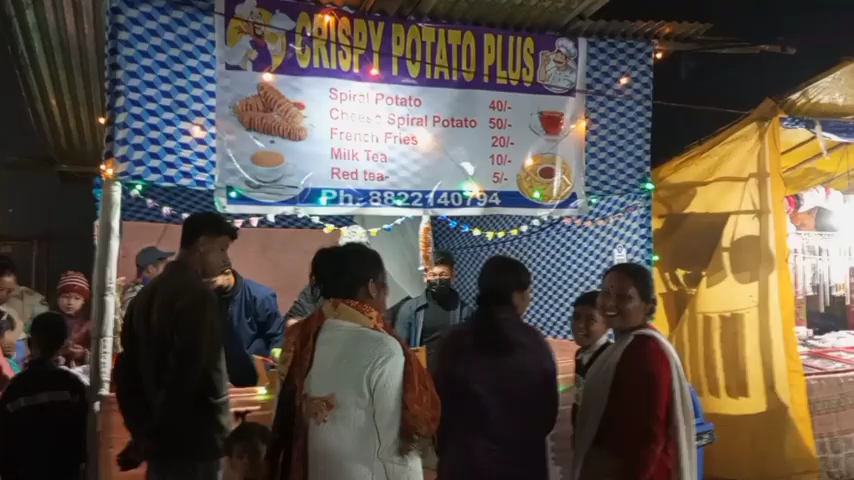 CRISPY POTATO PLUS
Spiral Potato 40/-
Cheese Spiral Potato 50/-
French Fries 20/-
Milk Tea 10/-
Red tea- 5/-
Ph. 8822140794